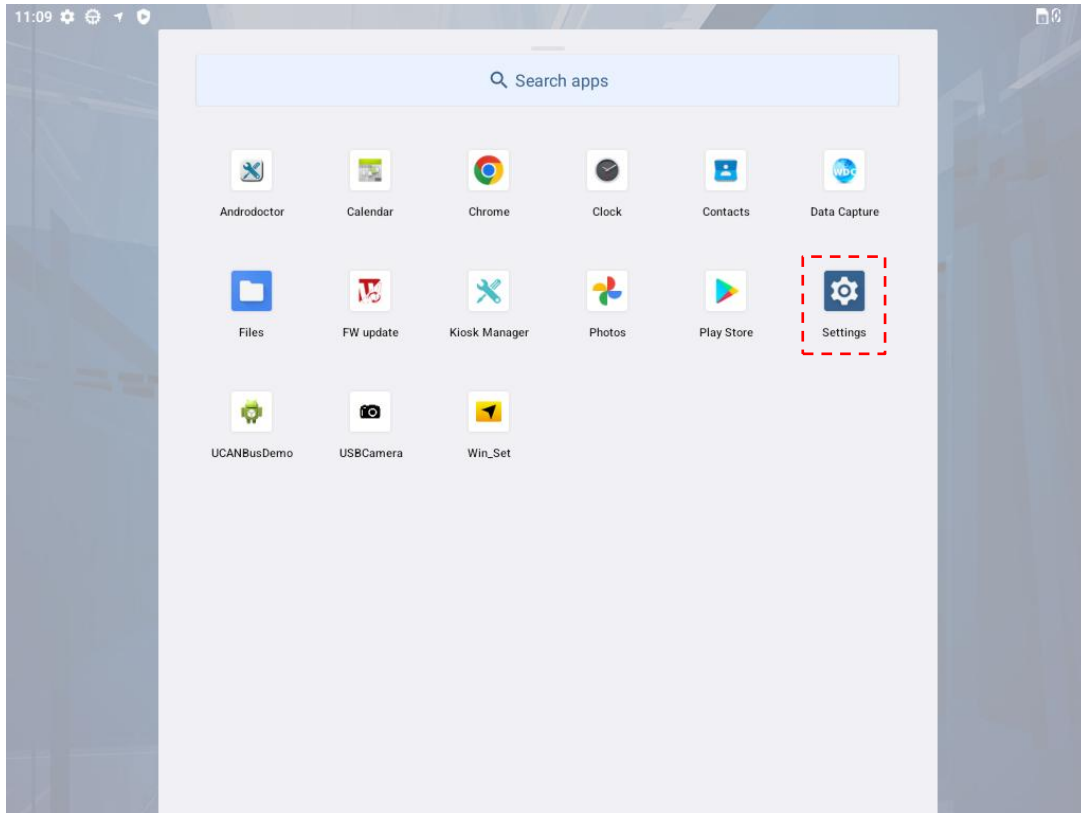 11:09
Search apps
Androdoctor Calendar Chrome Clock Contacts Data Capture
wbc
Files FW update Kiosk Manager Photos Play Store Settings
UCANBusDemo USBCamera Win_Set